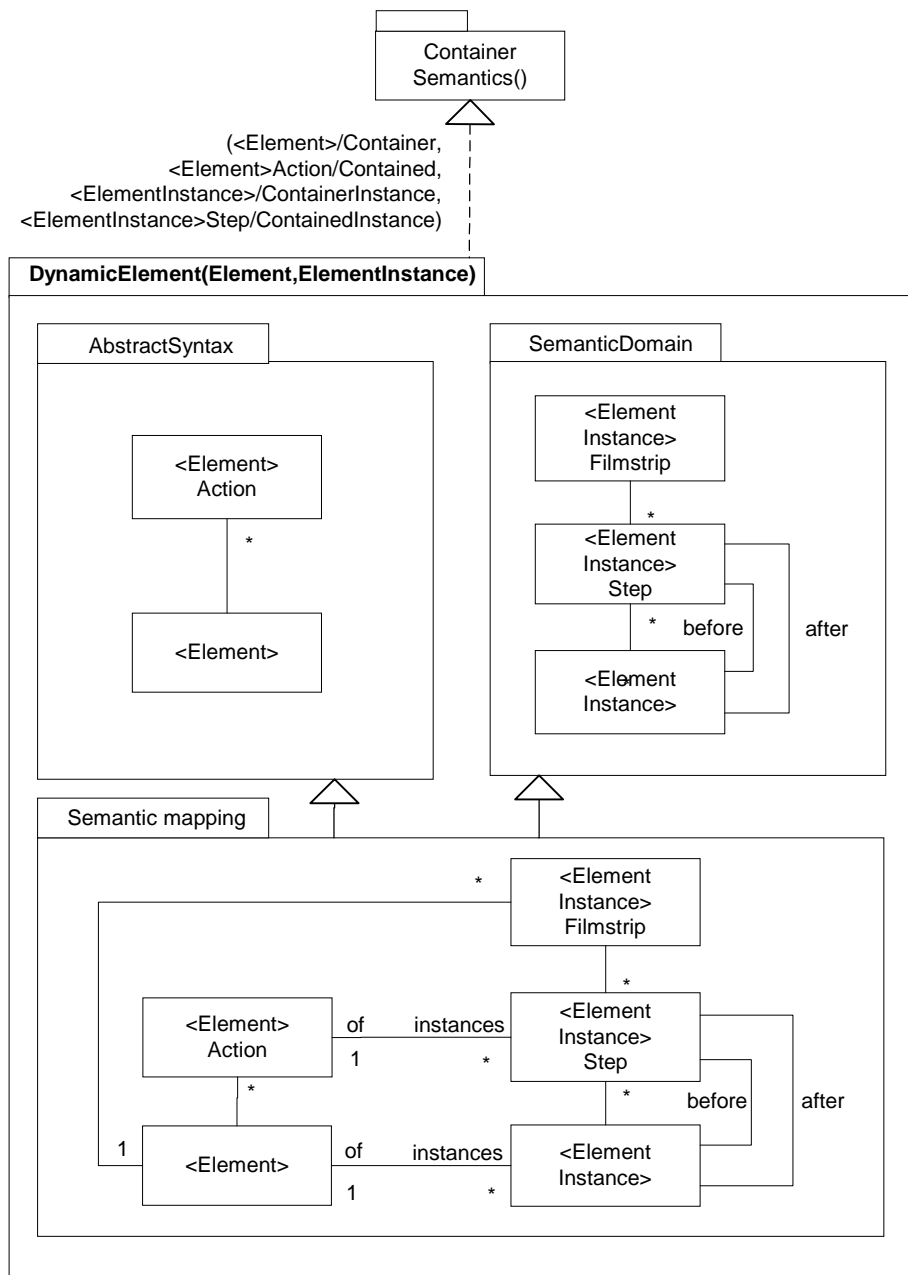 Container
Semantics()
(<Element>/Container,
<Element>Action/Contained,
<ElementInstance>/ContainerInstance,
<ElementInstance>Step/ContainedInstance)
DynamicElement(Element,ElementInstance)
AbstractSyntax
<Element>
Action
*
<Element>
SemanticDomain
<Element
Instance>
Filmstrip
*
<Element
Instance>
Step
*
before
after
<Element
Instance>
*
Semantic mapping
*
<Element
Instance>
Filmstrip
*
<Element>
Action
of
instances
1
*
<Element
Instance>
Step
*
*
before
after
1
<Element>
of
instances
1
*
<Element
Instance>